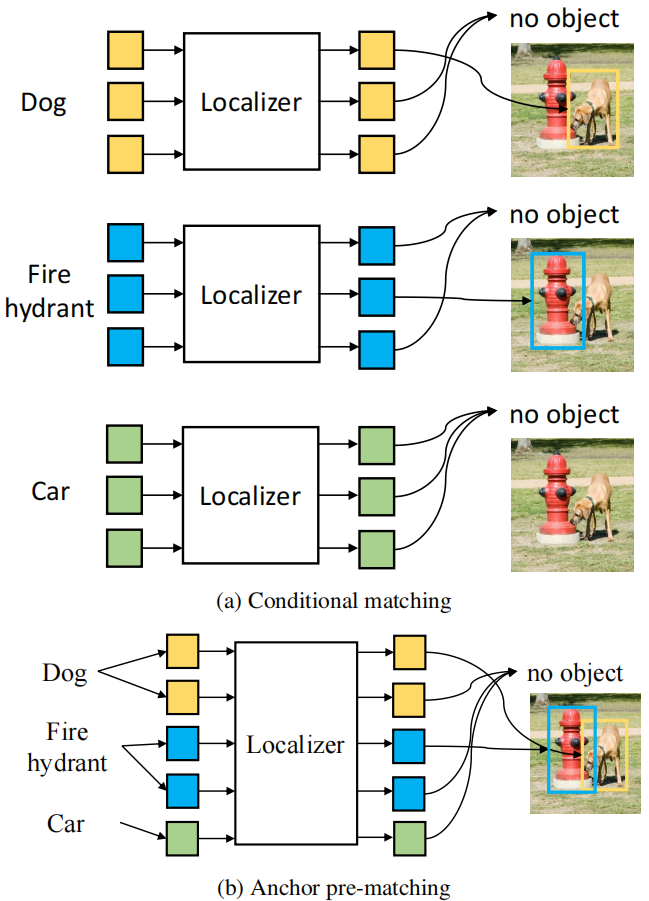 no object
Dog
Localizer
no object
Fire
hydrant
Localizer
no object
Car
Localizer
(a) Conditional matching
Dog
no object
Fire
hydrant
Localizer
Car
(b) Anchor pre-matching